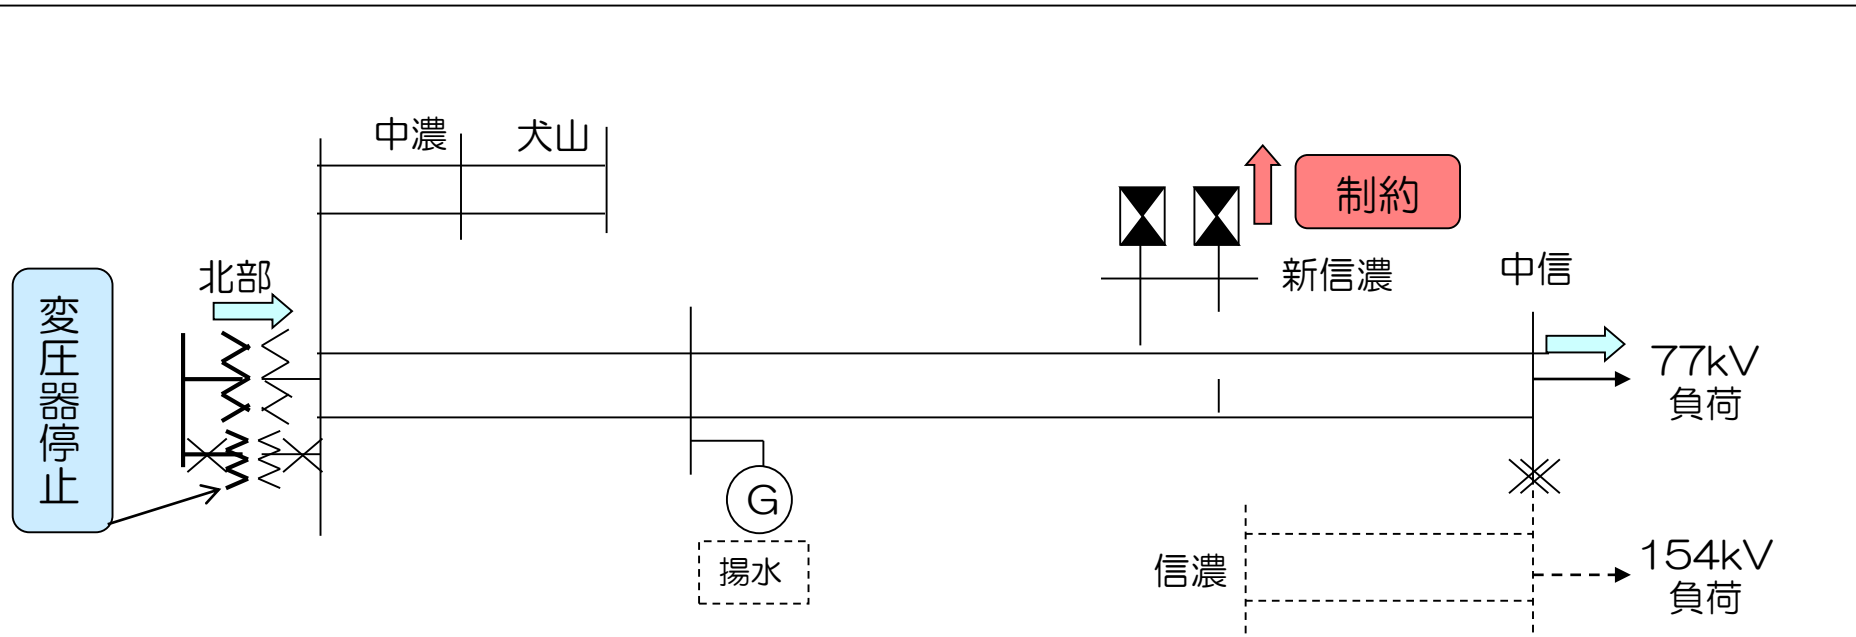 中濃
犬山
制約
北部
新信濃
中信
変圧器停止
77kV
負荷
G
揚水
信濃
154kV
負荷